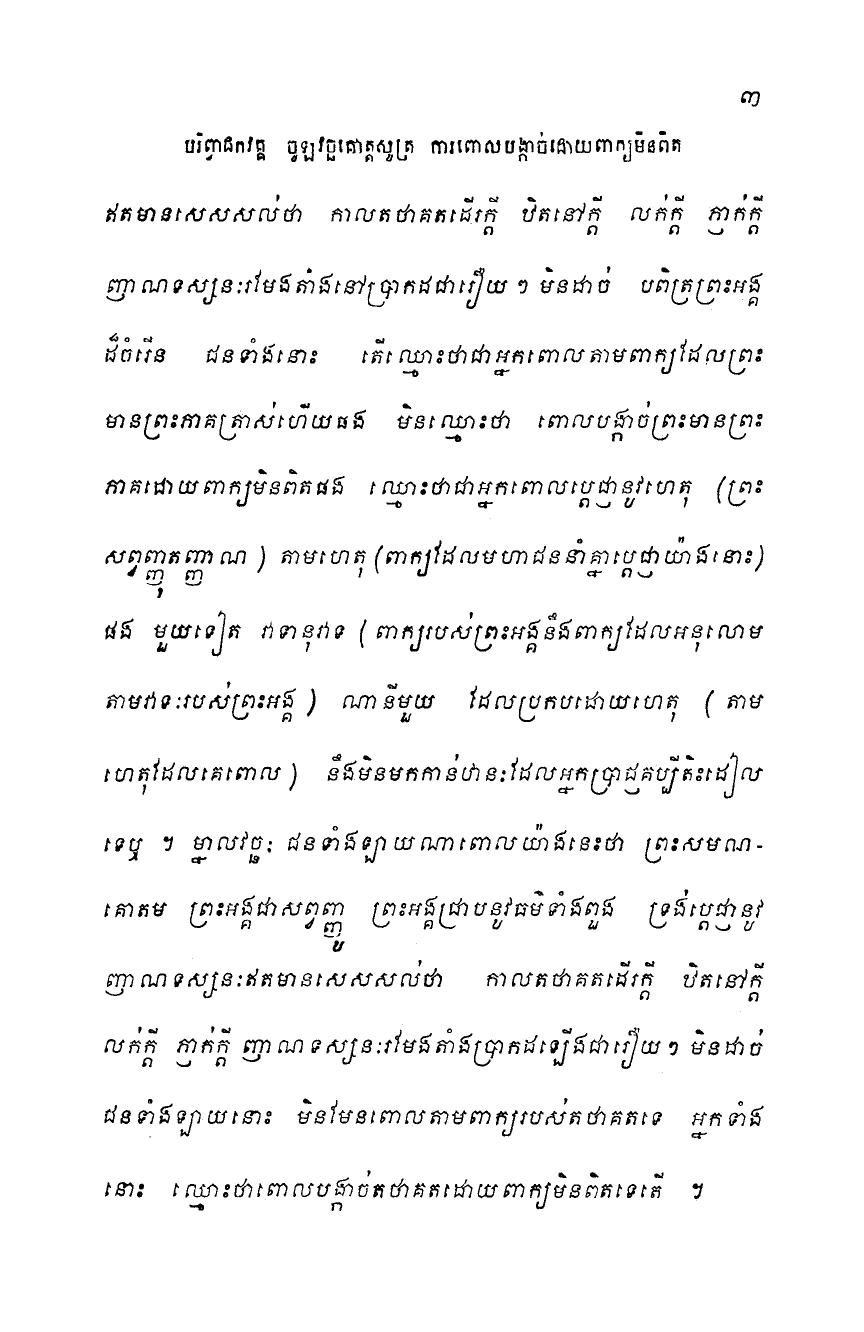 ៣
បរិព្វាជកវគ្គ ចូឡវច្ឆគោត្តសូត្រ ការពោលបង្កាច់ដោយពាក្យមិនពិត
ឥតមានសេសសល់ថា កាលតថាគតដើរក្តី ឋិតនៅក្តី លក់ក្តី ភ្ញាក់ក្តី
ញាណទស្សនៈរមែងតាំងនៅប្រាកដជារឿយ ៗ មិនដាច់ បពិត្រព្រះអង្គ
ដ៏ចំរើន ជនទាំងនោះ តើឈ្មោះថាជាអ្នកពោលតាមពាក្យដែលព្រះ
មានព្រះភាគត្រាស់ហើយផង មិនឈ្មោះថា ពោលបង្កាច់ព្រះមានព្រះ
ភាគដោយពាក្យមិនពិតផង ឈ្មោះថាជាអ្នកពោលប្តេជ្ញានូវហេតុ (ព្រះ
សព្វញ្ញុតញ្ញាណ ) តាមហេតុ (ពាក្យដែលមហាជននាំគ្នាប្តេជ្ញាយ៉ាងនោះ)
ផង មួយទៀត វាទានុវាទ ( ពាក្យរបស់ព្រះអង្គនឹងពាក្យដែលអនុលោម
តាមវាទៈរបស់ព្រះអង្គ ) ណានីមួយ ដែលប្រកបដោយហេតុ ( តាម
ហេតុដែលគេពោល ) នឹងមិនមកកាន់ឋានៈដែលអ្នកប្រាជ្ញគប្បីតិះដៀល
ទេឬ ។ ម្នាលវច្ឆៈ ជនទាំងឡាយណាពោលយ៉ាងនេះថា ព្រះសមណ-
គោតម ព្រះអង្គជាសព្វញ្ញូ ព្រះអង្គជ្រាបនូវធម៌ទាំងពួង ទ្រង់ប្តេជ្ញានូវ
ញាណទស្សនៈឥតមានសេសសល់ថា កាលតថាគតដើរក្តី ឋិតនៅក្តី
លក់ក្តី ភ្ញាក់ក្តី ញាណទស្សនៈរមែងតាំងប្រាកដឡើងជារឿយ ៗ មិនដាច់
ជនទាំងឡាយនោះ មិនមែនពោលតាមពាក្យរបស់តថាគតទេ អ្នកទាំង
នោះ ឈ្មោះថាពោលបង្កាច់តថាគតដោយពាក្យមិនពិតទេតើ ។